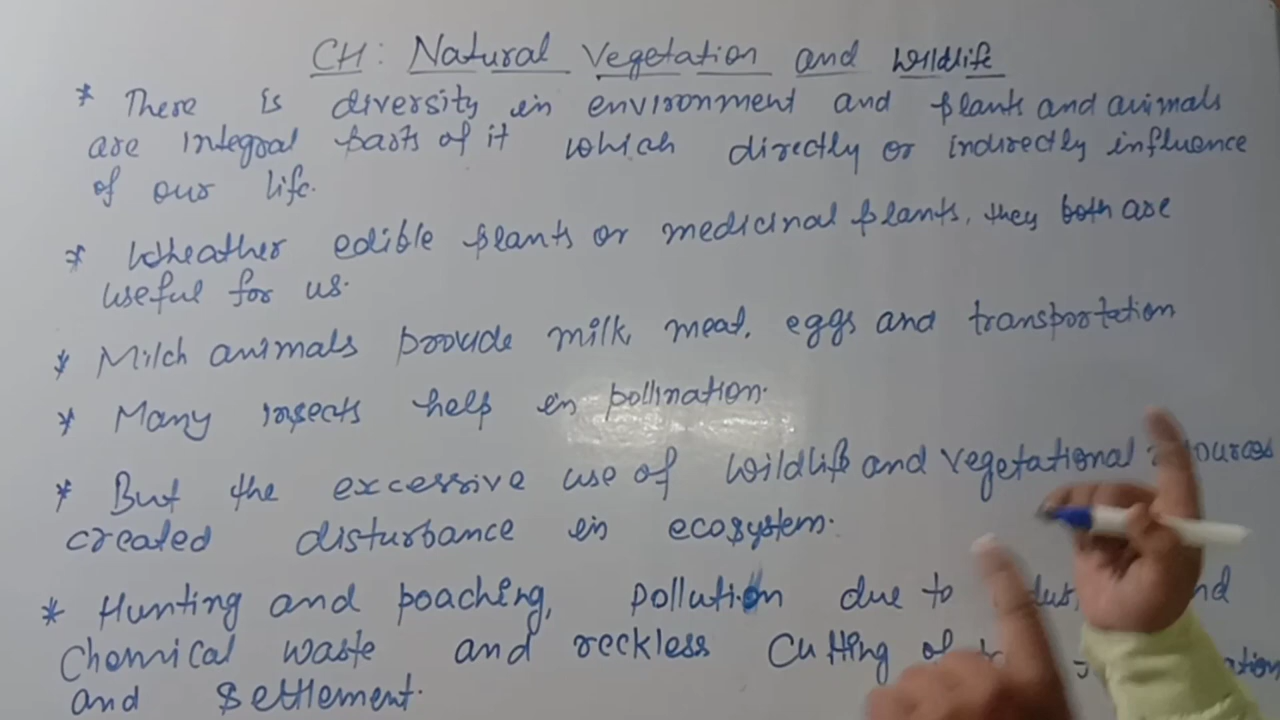 CH: Natural Vegetation and Wildlife
* There is diversity in environment and plants and animals
are integral parts of it which directly or indirectly influence
of our life.
* Wheather edible plants or medicinal plants, they both are
useful for us.
* Milch animals provide milk, meat, eggs and transportation
* Many insects help in pollination.
* But the excessive use of wildlife and vegetational
created disturbance in ecosystem.
* Hunting and poaching, pollution due to
Chemical waste and reckless cutting of
and settlement.